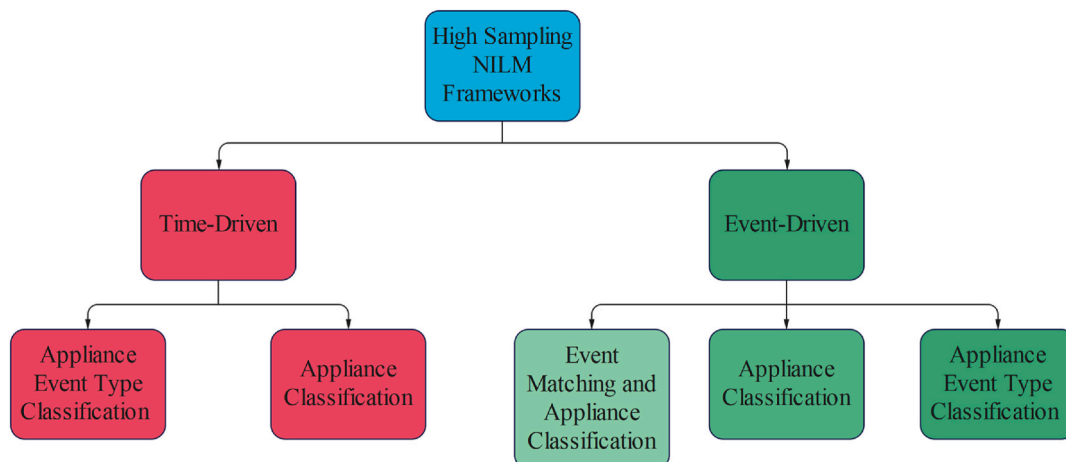 High Sampling
NILM
Frameworks
Time-Driven
Event-Driven
Appliance
Event Type
Classification
Appliance
Classification
Event
Matching and
Appliance
Classification
Appliance
Classification
Appliance
Event Type
Classification